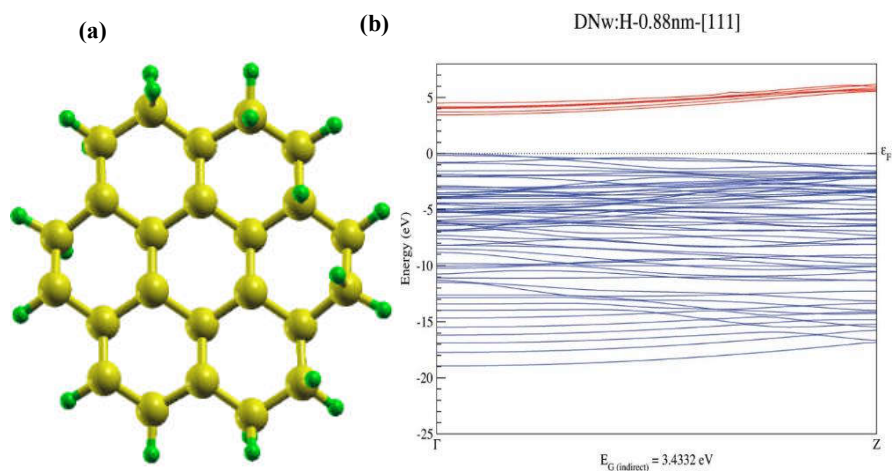 (a)
(b)
DNw:H-0.88nm-[111]
5
0
-5
-10
-15
-20
-25
Energy (eV)
εF
Γ
Z
EG (indirect) = 3.4332 eV